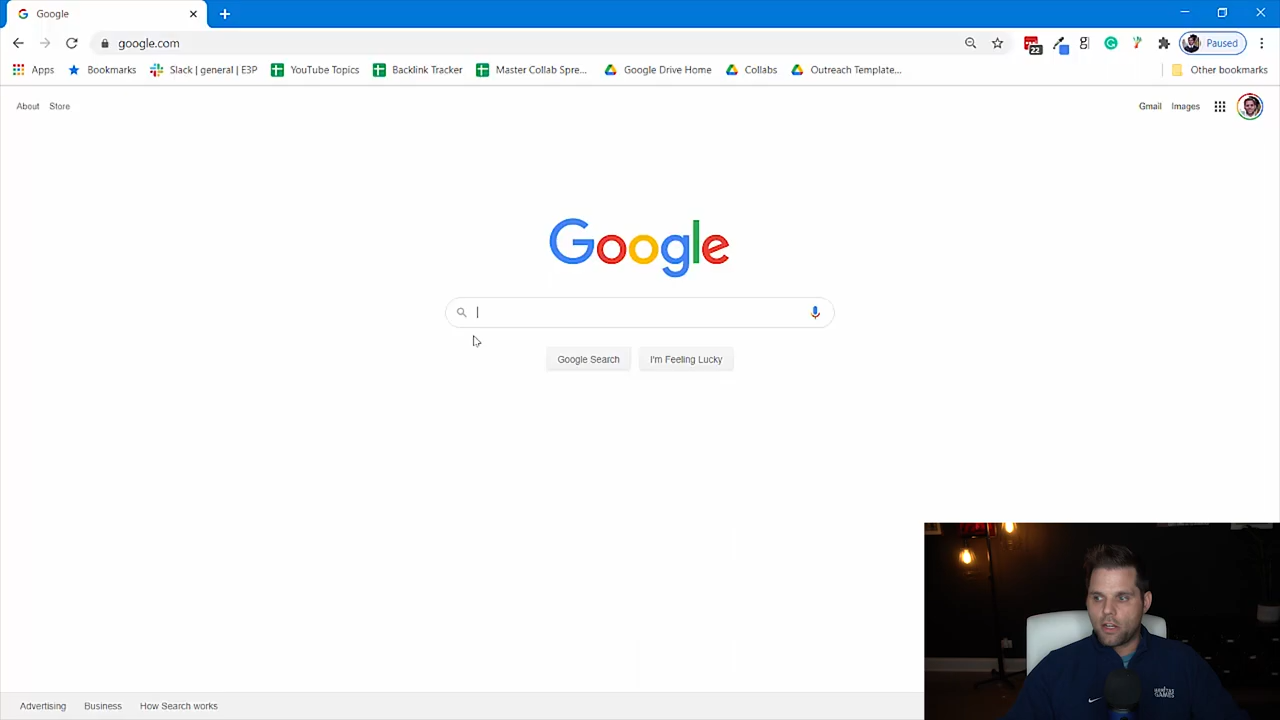 Google
google.com
22
Paused
Apps
Bookmarks
Slack | general | E3P
YouTube Topics
Backlink Tracker
Master Collab Spre...
Google Drive Home
Collabs
Outreach Template...
Other bookmarks
About
Store
Gmail
Images
Google
Google Search
I'm Feeling Lucky
Advertising
Business
How Search works